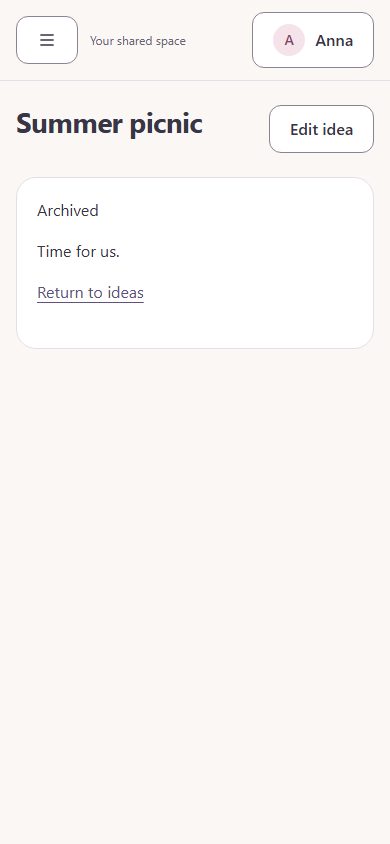 Your shared space
A
Anna
Summer picnic
Edit idea
Archived
Time for us.
Return to ideas